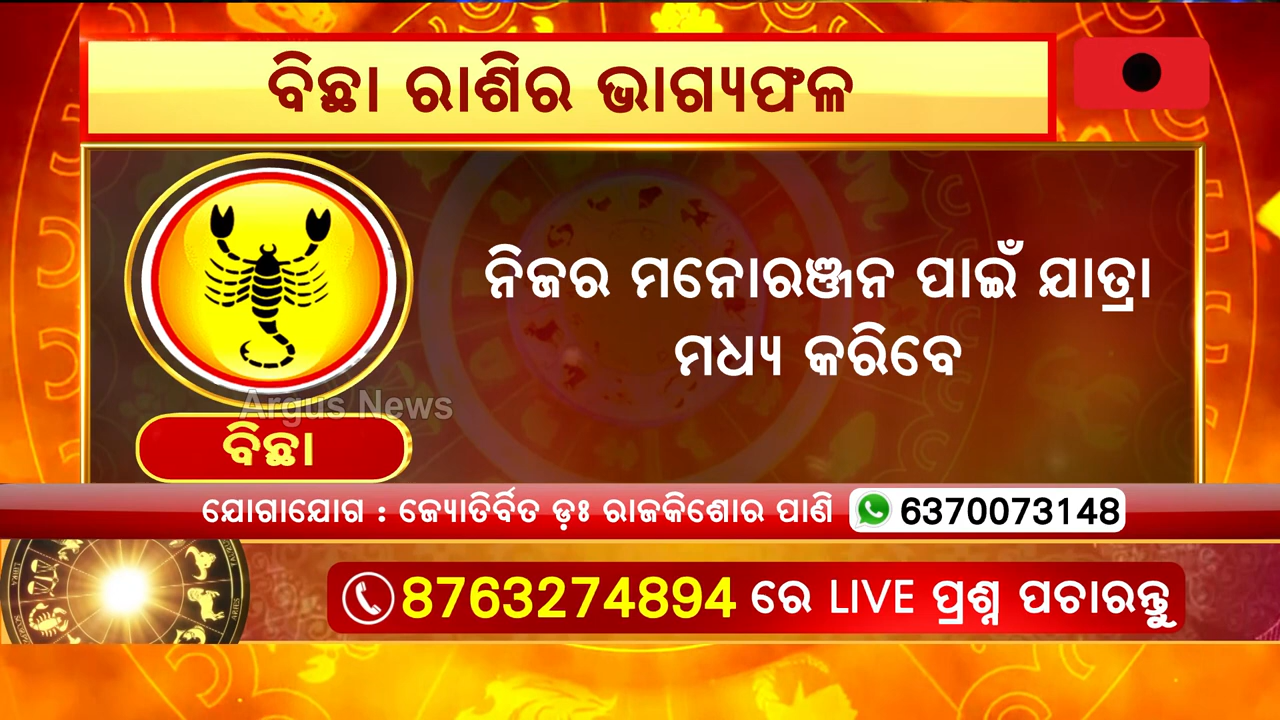 ବିଛା ରାଶିର ଭାଗ୍ୟଫଳ
ନିଜର ମନୋରଞ୍ଜନ ପାଇଁ ଯାତ୍ରା
ମଧ୍ୟ କରିବେ
Argus News
ବିଛା
ଯୋଗାଯୋଗ : ଜ୍ୟୋତିର୍ବିତ ଡ଼ଃ ରାଜକିଶୋର ପାଣି 6370073148
8763274894 ରେ LIVE ପ୍ରଶ୍ନ ପଚାରନ୍ତୁ